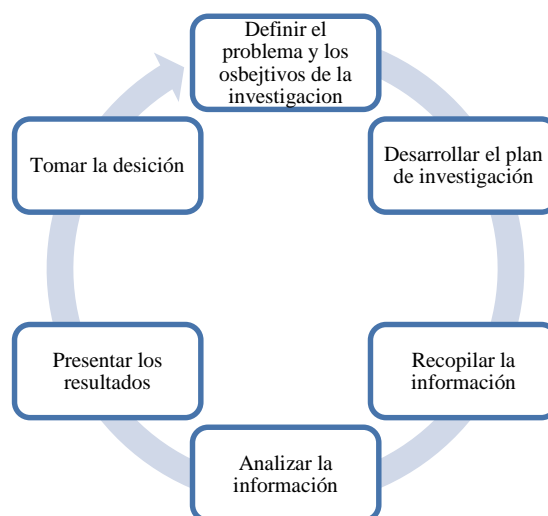 Definir el
problema y los
osbejtivos de la
investigacion
Desarrollar el plan
de investigación
Recopilar la
información
Analizar la
información
Presentar los
resultados
Tomar la desición